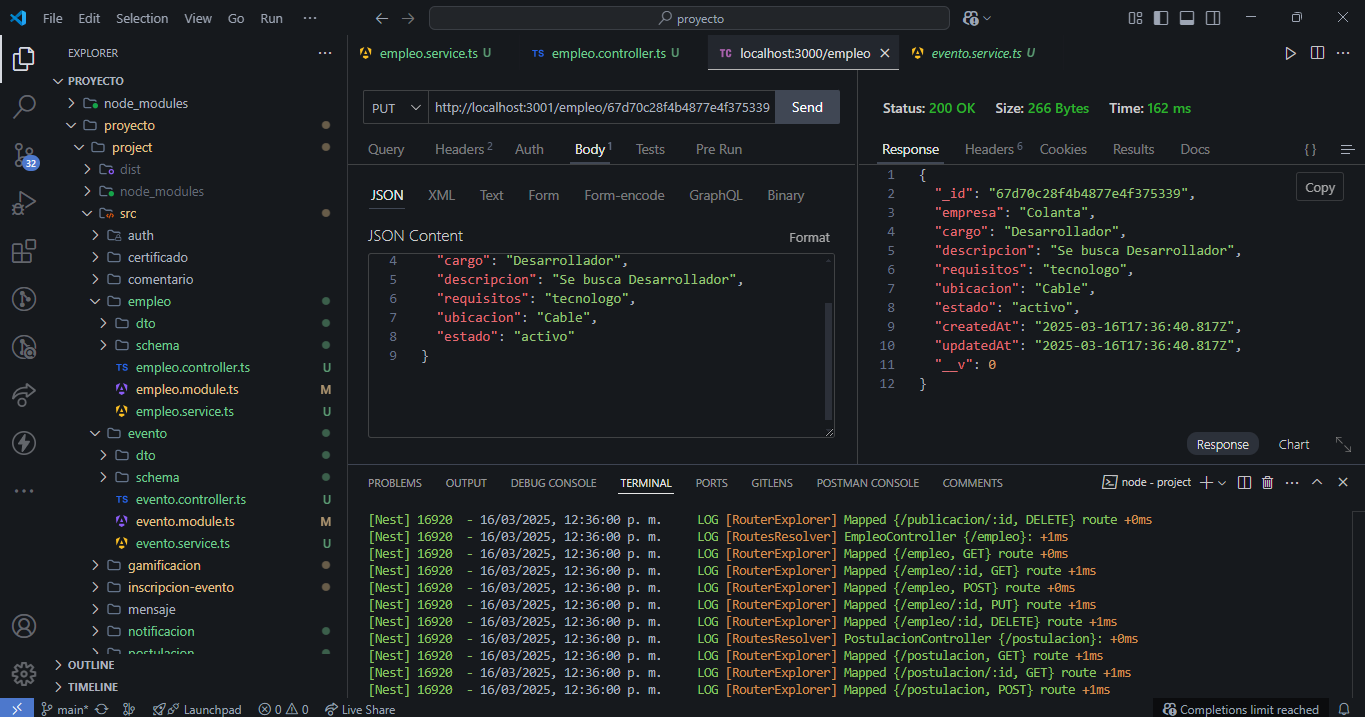 File Edit Selection View Go Run ··· proyecto
EXPLORER ···
PROYECTO
node_modules
proyecto
project
dist
node_modules
src
auth
certificado
comentario
empleo
dto
schema
TS empleo.controller.ts U
empleo.module.ts M
empleo.service.ts U
evento
dto
schema
TS evento.controller.ts U
evento.module.ts M
evento.service.ts U
gamificacion
inscripcion-evento
mensaje
notificacion
postulacion
OUTLINE
TIMELINE
32
empleo.service.ts U TS empleo.controller.ts U TC localhost:3000/empleo evento.service.ts U
PUT http://localhost:3001/empleo/67d70c28f4b4877e4f375339 Send
Query Headers 2 Auth Body 1 Tests Pre Run
JSON XML Text Form Form-encode GraphQL Binary
JSON Content Format
4 "cargo": "Desarrollador",
5 "descripcion": "Se busca Desarrollador",
6 "requisitos": "tecnologo",
7 "ubicacion": "Cable",
8 "estado": "activo"
9 }
Status: 200 OK Size: 266 Bytes Time: 162 ms
Response Headers 6 Cookies Results Docs { }
1 {
2 "_id": "67d70c28f4b4877e4f375339",
3 "empresa": "Colanta",
4 "cargo": "Desarrollador",
5 "descripcion": "Se busca Desarrollador",
6 "requisitos": "tecnologo",
7 "ubicacion": "Cable",
8 "estado": "activo",
9 "createdAt": "2025-03-16T17:36:40.817Z",
10 "updatedAt": "2025-03-16T17:36:40.817Z",
11 "__v": 0
12 }
Copy
Response Chart
PROBLEMS OUTPUT DEBUG CONSOLE TERMINAL PORTS GITLENS POSTMAN CONSOLE COMMENTS node - project
[Nest] 16920 - 16/03/2025, 12:36:00 p. m. LOG [RouterExplorer] Mapped {/publicacion/:id, DELETE} route +0ms
[Nest] 16920 - 16/03/2025, 12:36:00 p. m. LOG [RoutesResolver] EmpleoController {/empleo}: +1ms
[Nest] 16920 - 16/03/2025, 12:36:00 p. m. LOG [RouterExplorer] Mapped {/empleo, GET} route +0ms
[Nest] 16920 - 16/03/2025, 12:36:00 p. m. LOG [RouterExplorer] Mapped {/empleo/:id, GET} route +1ms
[Nest] 16920 - 16/03/2025, 12:36:00 p. m. LOG [RouterExplorer] Mapped {/empleo, POST} route +0ms
[Nest] 16920 - 16/03/2025, 12:36:00 p. m. LOG [RouterExplorer] Mapped {/empleo/:id, PUT} route +1ms
[Nest] 16920 - 16/03/2025, 12:36:00 p. m. LOG [RouterExplorer] Mapped {/empleo/:id, DELETE} route +1ms
[Nest] 16920 - 16/03/2025, 12:36:00 p. m. LOG [RoutesResolver] PostulacionController {/postulacion}: +0ms
[Nest] 16920 - 16/03/2025, 12:36:00 p. m. LOG [RouterExplorer] Mapped {/postulacion, GET} route +1ms
[Nest] 16920 - 16/03/2025, 12:36:00 p. m. LOG [RouterExplorer] Mapped {/postulacion/:id, GET} route +1ms
[Nest] 16920 - 16/03/2025, 12:36:00 p. m. LOG [RouterExplorer] Mapped {/postulacion, POST} route +1ms
main* Launchpad 0 0 Live Share Completions limit reached